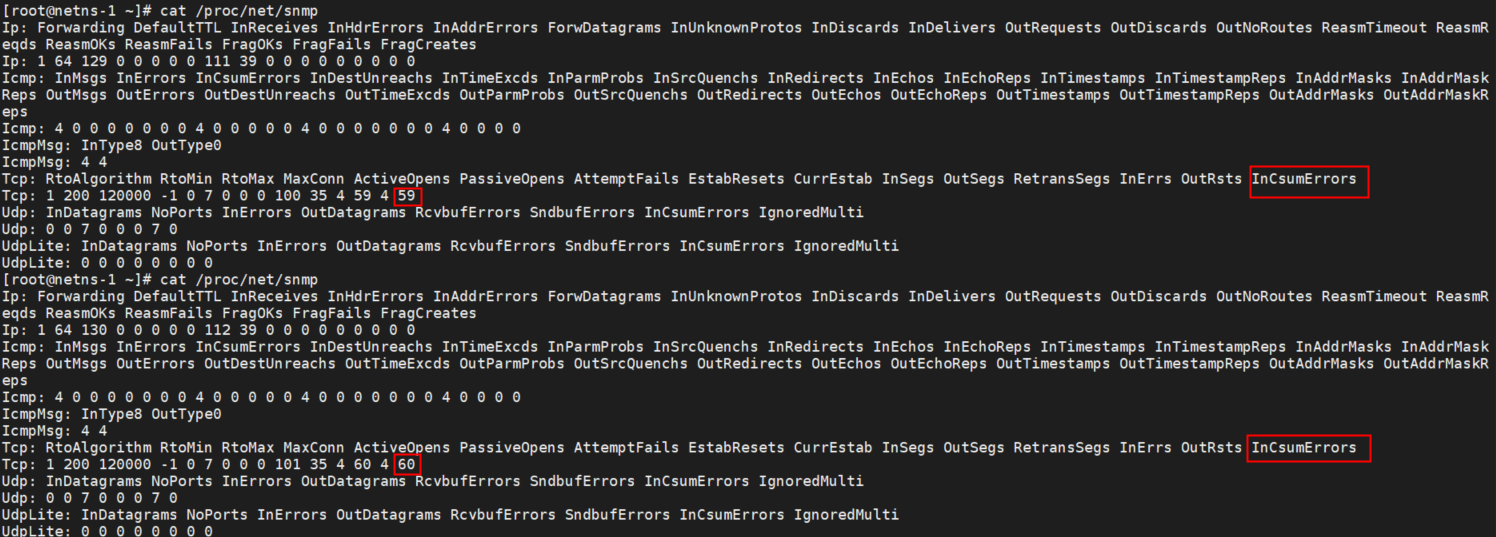 [root@netns-1 ~]# cat /proc/net/snmp
Ip: Forwarding DefaultTTL InReceives InHdrErrors InAddrErrors ForwDatagrams InUnknownProtos InDiscards InDelivers OutRequests OutDiscards OutNoRoutes ReasmTimeout ReasmR
eqds ReasmOKs ReasmFails FragOKs FragFails FragCreates
Ip: 1 64 129 0 0 0 0 0 111 39 0 0 0 0 0 0 0 0 0
Icmp: InMsgs InErrors InCsumErrors InDestUnreachs InTimeExcds InParmProbs InSrcQuenchs InRedirects InEchos InEchoReps InTimestamps InTimestampReps InAddrMasks InAddrMask
Reps OutMsgs OutErrors OutDestUnreachs OutTimeExcds OutParmProbs OutSrcQuenchs OutRedirects OutEchos OutEchoReps OutTimestamps OutTimestampReps OutAddrMasks OutAddrMaskR
eps
Icmp: 4 0 0 0 0 0 0 0 4 0 0 0 0 0 4 0 0 0 0 0 0 0 4 0 0 0 0
IcmpMsg: InType8 OutType0
IcmpMsg: 4 4
Tcp: RtoAlgorithm RtoMin RtoMax MaxConn ActiveOpens PassiveOpens AttemptFails EstabResets CurrEstab InSegs OutSegs RetransSegs InErrs OutRsts InCsumErrors
Tcp: 1 200 120000 -1 0 7 0 0 0 100 35 4 59 4 59
Udp: InDatagrams NoPorts InErrors OutDatagrams RcvbufErrors SndbufErrors InCsumErrors IgnoredMulti
Udp: 0 0 7 0 0 0 7 0
UdpLite: InDatagrams NoPorts InErrors OutDatagrams RcvbufErrors SndbufErrors InCsumErrors IgnoredMulti
UdpLite: 0 0 0 0 0 0 0 0
[root@netns-1 ~]# cat /proc/net/snmp
Ip: Forwarding DefaultTTL InReceives InHdrErrors InAddrErrors ForwDatagrams InUnknownProtos InDiscards InDelivers OutRequests OutDiscards OutNoRoutes ReasmTimeout ReasmR
eqds ReasmOKs ReasmFails FragOKs FragFails FragCreates
Ip: 1 64 130 0 0 0 0 0 112 39 0 0 0 0 0 0 0 0 0
Icmp: InMsgs InErrors InCsumErrors InDestUnreachs InTimeExcds InParmProbs InSrcQuenchs InRedirects InEchos InEchoReps InTimestamps InTimestampReps InAddrMasks InAddrMask
Reps OutMsgs OutErrors OutDestUnreachs OutTimeExcds OutParmProbs OutSrcQuenchs OutRedirects OutEchos OutEchoReps OutTimestamps OutTimestampReps OutAddrMasks OutAddrMaskR
eps
Icmp: 4 0 0 0 0 0 0 0 4 0 0 0 0 0 4 0 0 0 0 0 0 0 4 0 0 0 0
IcmpMsg: InType8 OutType0
IcmpMsg: 4 4
Tcp: RtoAlgorithm RtoMin RtoMax MaxConn ActiveOpens PassiveOpens AttemptFails EstabResets CurrEstab InSegs OutSegs RetransSegs InErrs OutRsts InCsumErrors
Tcp: 1 200 120000 -1 0 7 0 0 0 101 35 4 60 4 60
Udp: InDatagrams NoPorts InErrors OutDatagrams RcvbufErrors SndbufErrors InCsumErrors IgnoredMulti
Udp: 0 0 7 0 0 0 7 0
UdpLite: InDatagrams NoPorts InErrors OutDatagrams RcvbufErrors SndbufErrors InCsumErrors IgnoredMulti
UdpLite: 0 0 0 0 0 0 0 0